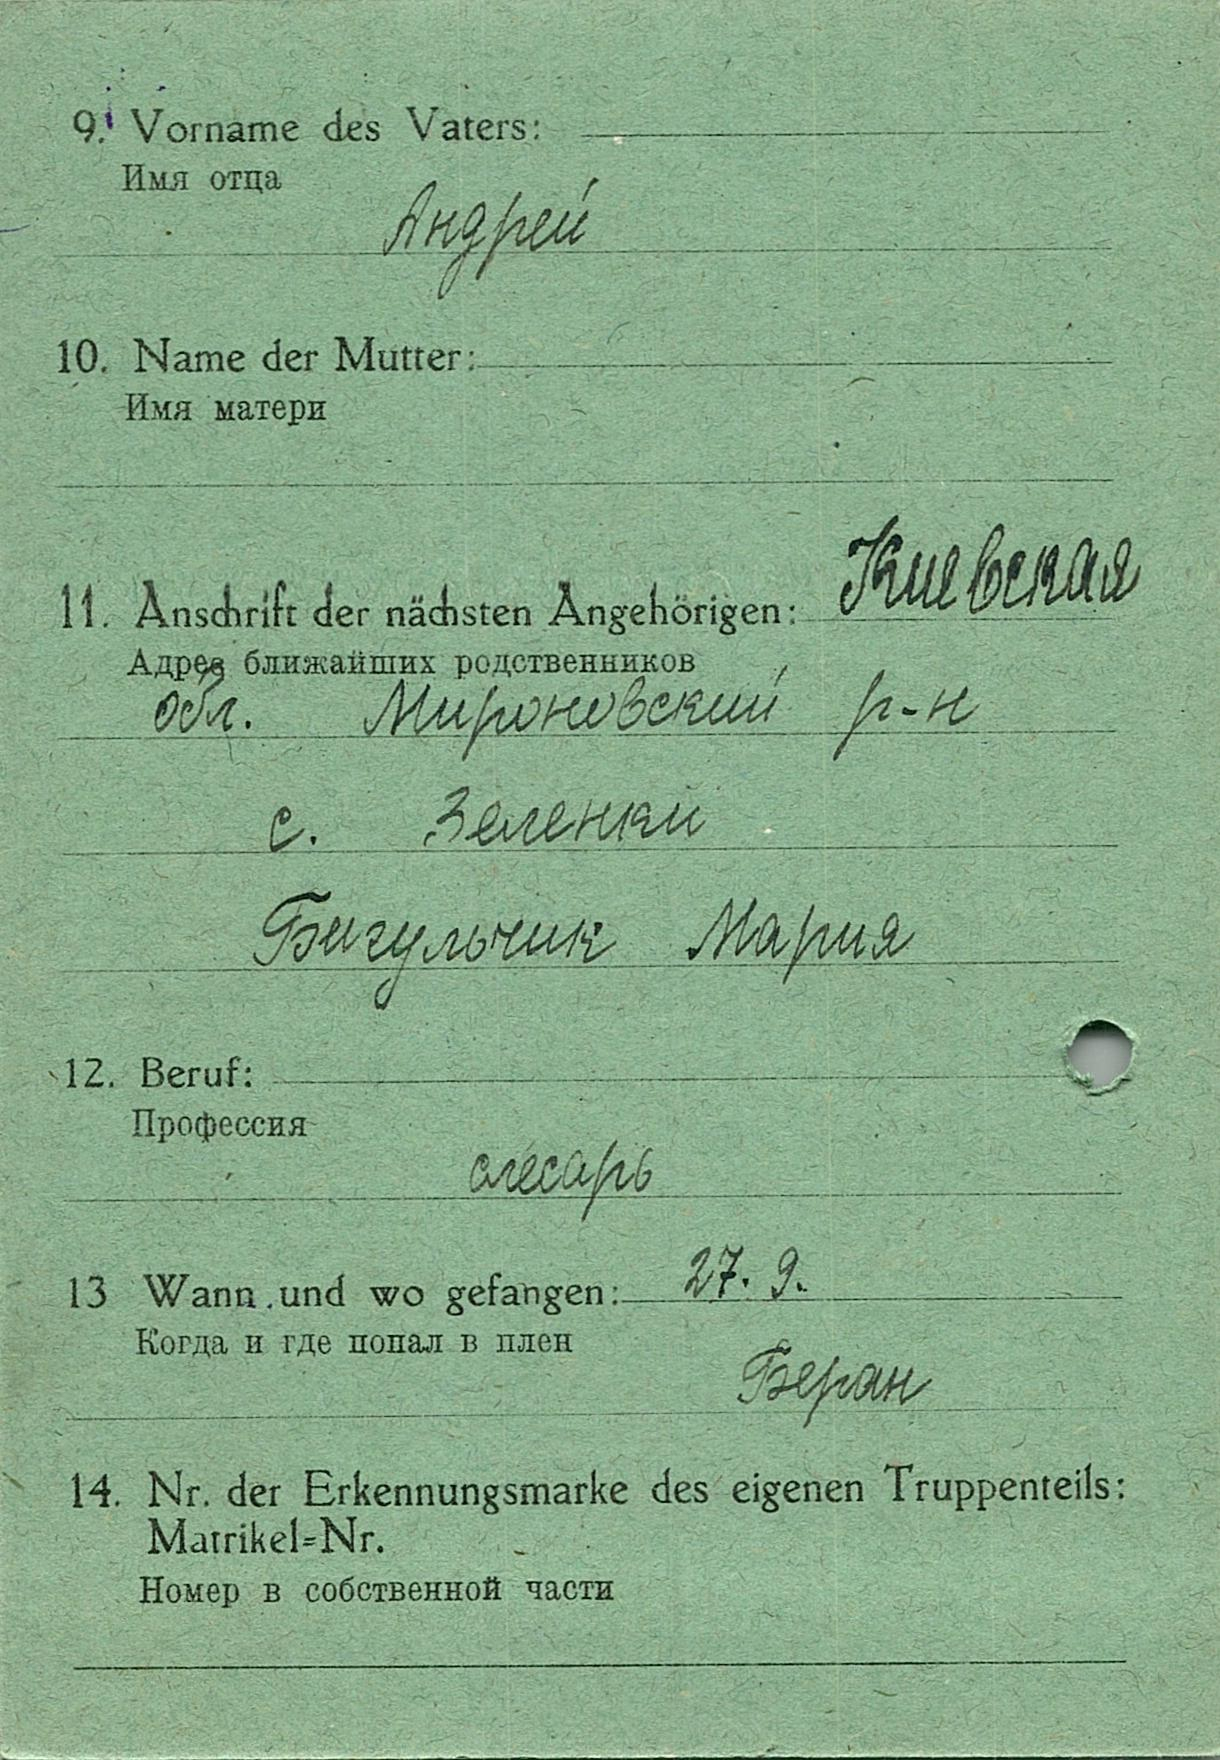 9. Vorname des Vaters:
Имя отца
Андрей
10. Name der Mutter:
Имя матери
Киевская
11. Anschrift der nächsten Angehörigen:
Адрес ближайших родственников
обл. Мироновский р-н
с. Зеленки
Бигульчик Мария
12. Beruf:
Профессия
слесарь
13 Wann und wo gefangen: 27. 9.
Когда и где попал в плен
Беран
14. Nr. der Erkennungsmarke des eigenen Truppenteils:
Matrikel=Nr.
Номер в собственной части